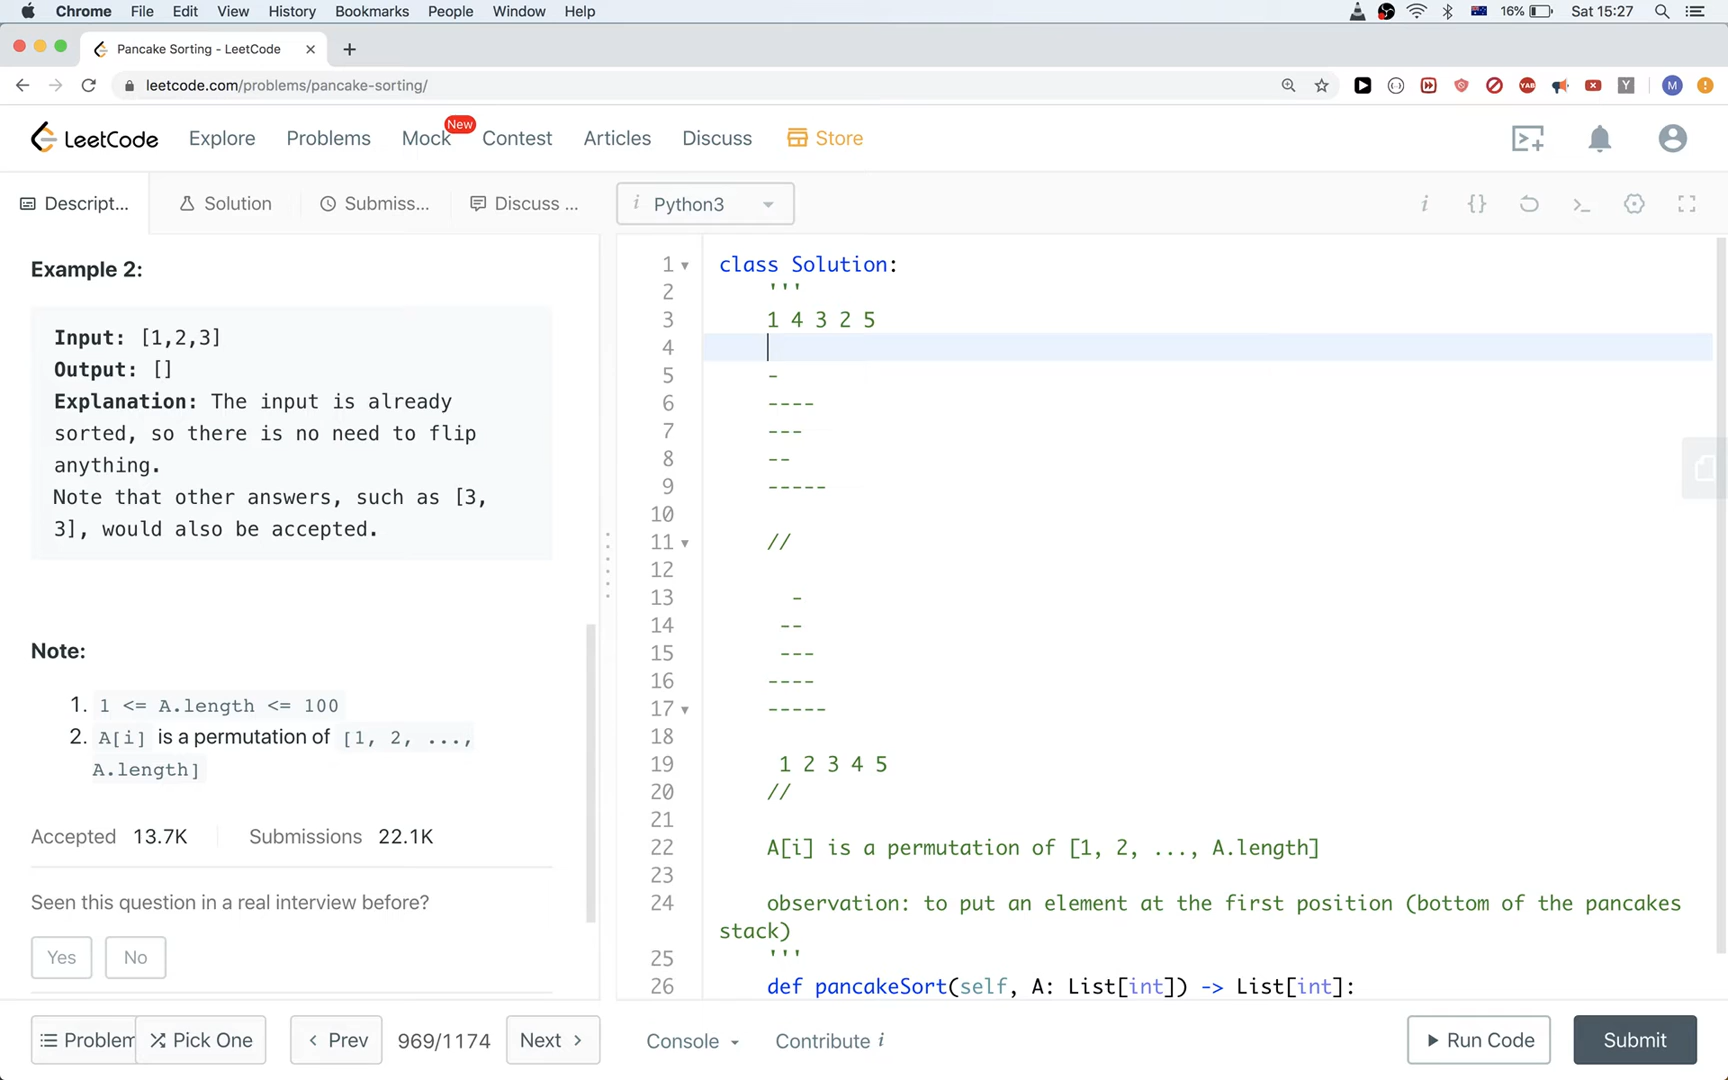 Chrome File Edit View History Bookmarks People Window Help 16% Sat 15:27
Pancake Sorting - LeetCode
leetcode.com/problems/pancake-sorting/
YAB Y M
LeetCode Explore Problems Mock New Contest Articles Discuss Store
Descript... Solution Submiss... Discuss ... i Python3 i {} >_
Example 2:
Input: [1,2,3]
Output: []
Explanation: The input is already
sorted, so there is no need to flip
anything.
Note that other answers, such as [3,
3], would also be accepted.
Note:
1. 1 <= A.length <= 100
2. A[i] is a permutation of [1, 2, ...,
A.length]
Accepted 13.7K Submissions 22.1K
Seen this question in a real interview before?
Yes No
1 class Solution:
2 '''
3 1 4 3 2 5
4
5 -
6 ----
7 ---
8 --
9 -----
10
11 //
12
13 -
14 --
15 ---
16 ----
17 -----
18
19 1 2 3 4 5
20 //
21
22 A[i] is a permutation of [1, 2, ..., A.length]
23
24 observation: to put an element at the first position (bottom of the pancakes
stack)
25 '''
26 def pancakeSort(self, A: List[int]) -> List[int]:
Problem Pick One < Prev 969/1174 Next > Console Contribute i Run Code Submit